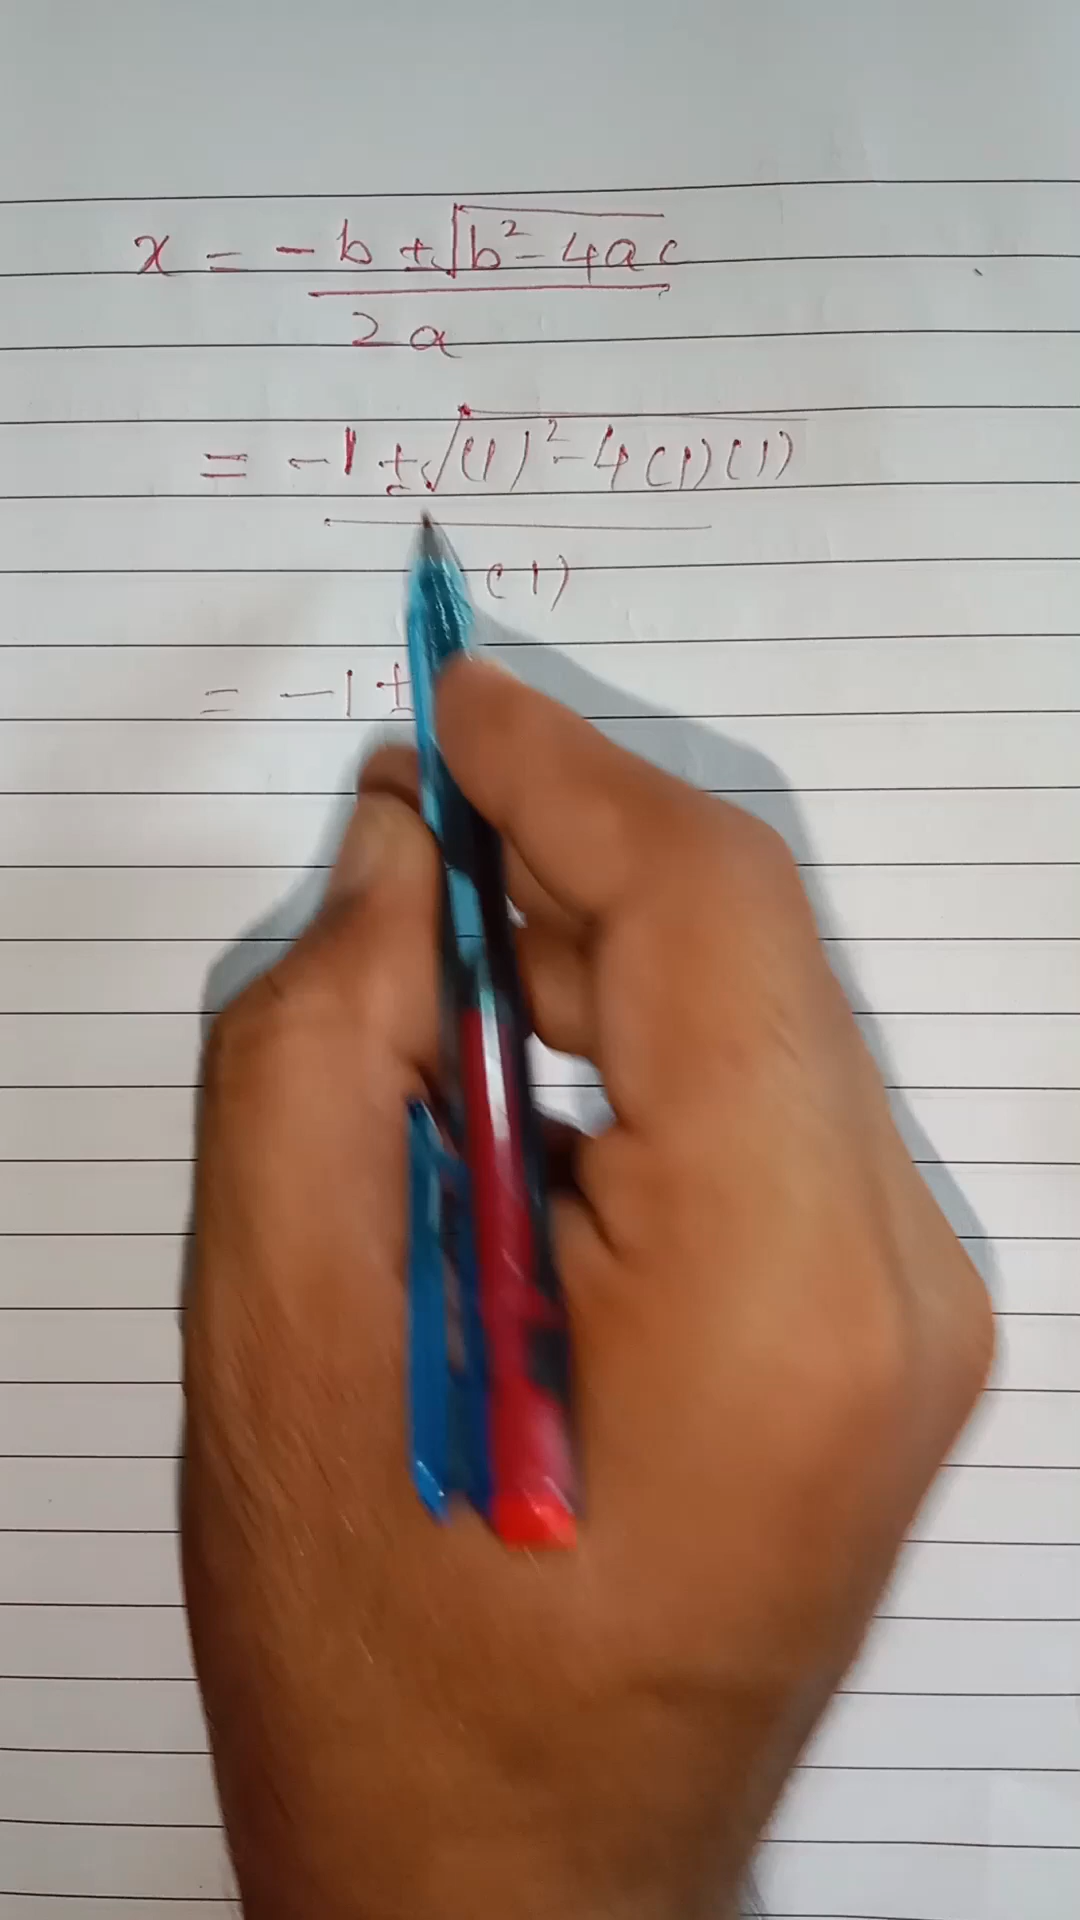 x = -b ± √b² - 4ac
2a
= -1 ± √(1)² - 4(1)(1)
(1)
= -1 ±